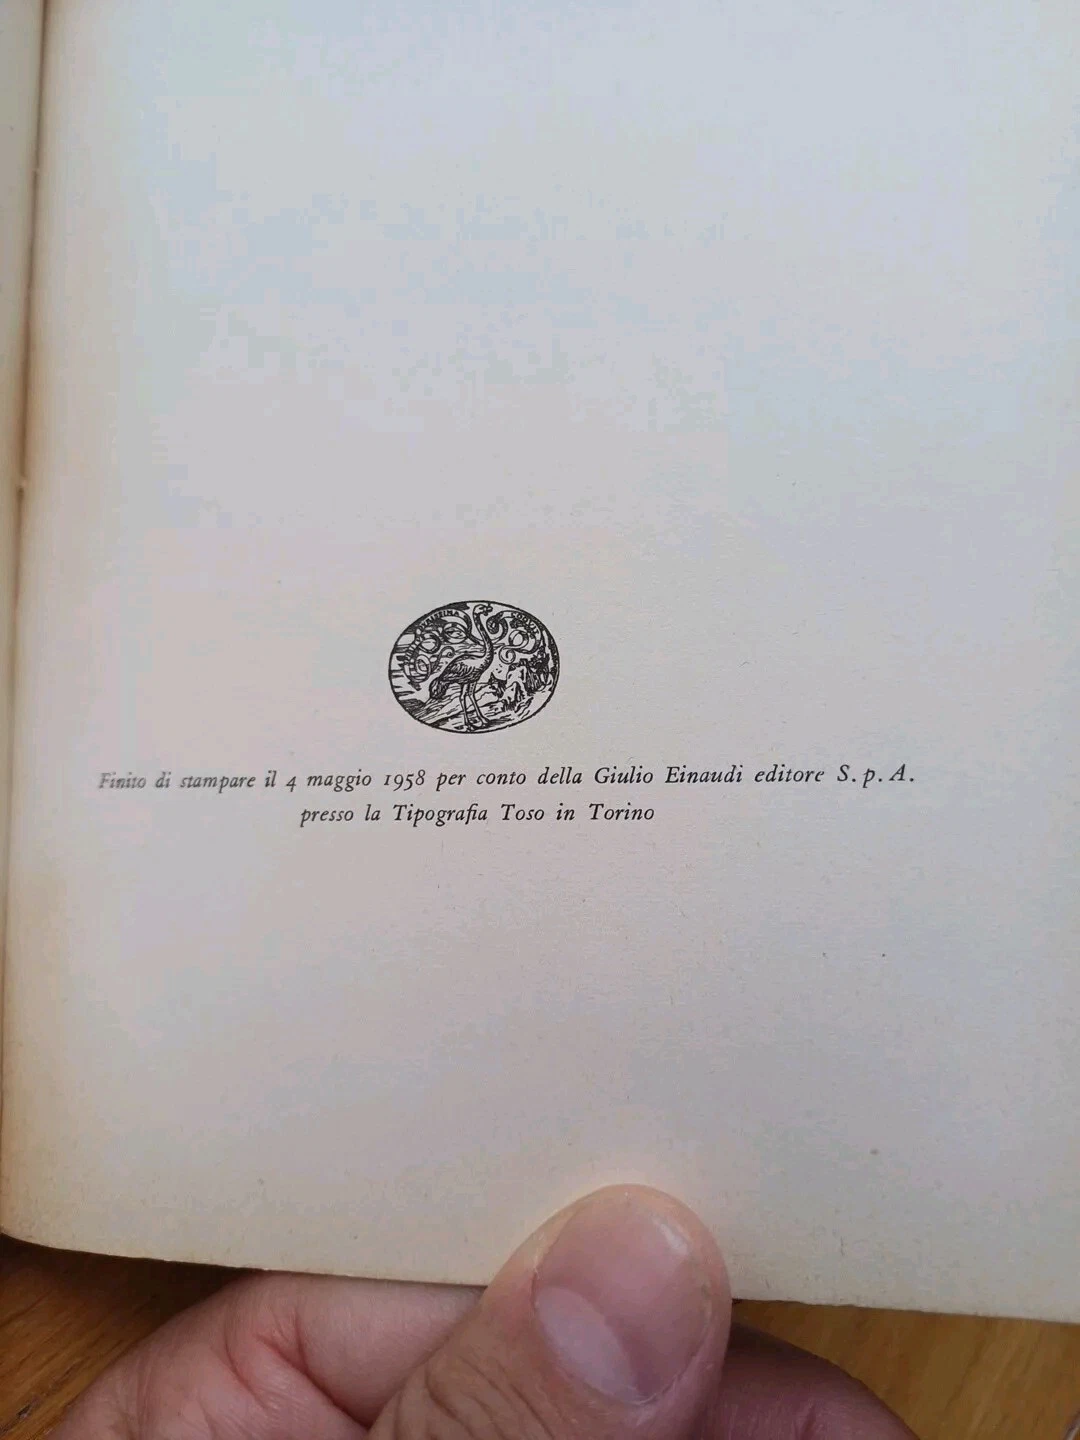 Finito di stampare il 4 maggio 1958 per conto della Giulio Einaudi editore S. p. A.
presso la Tipografia Toso in Torino